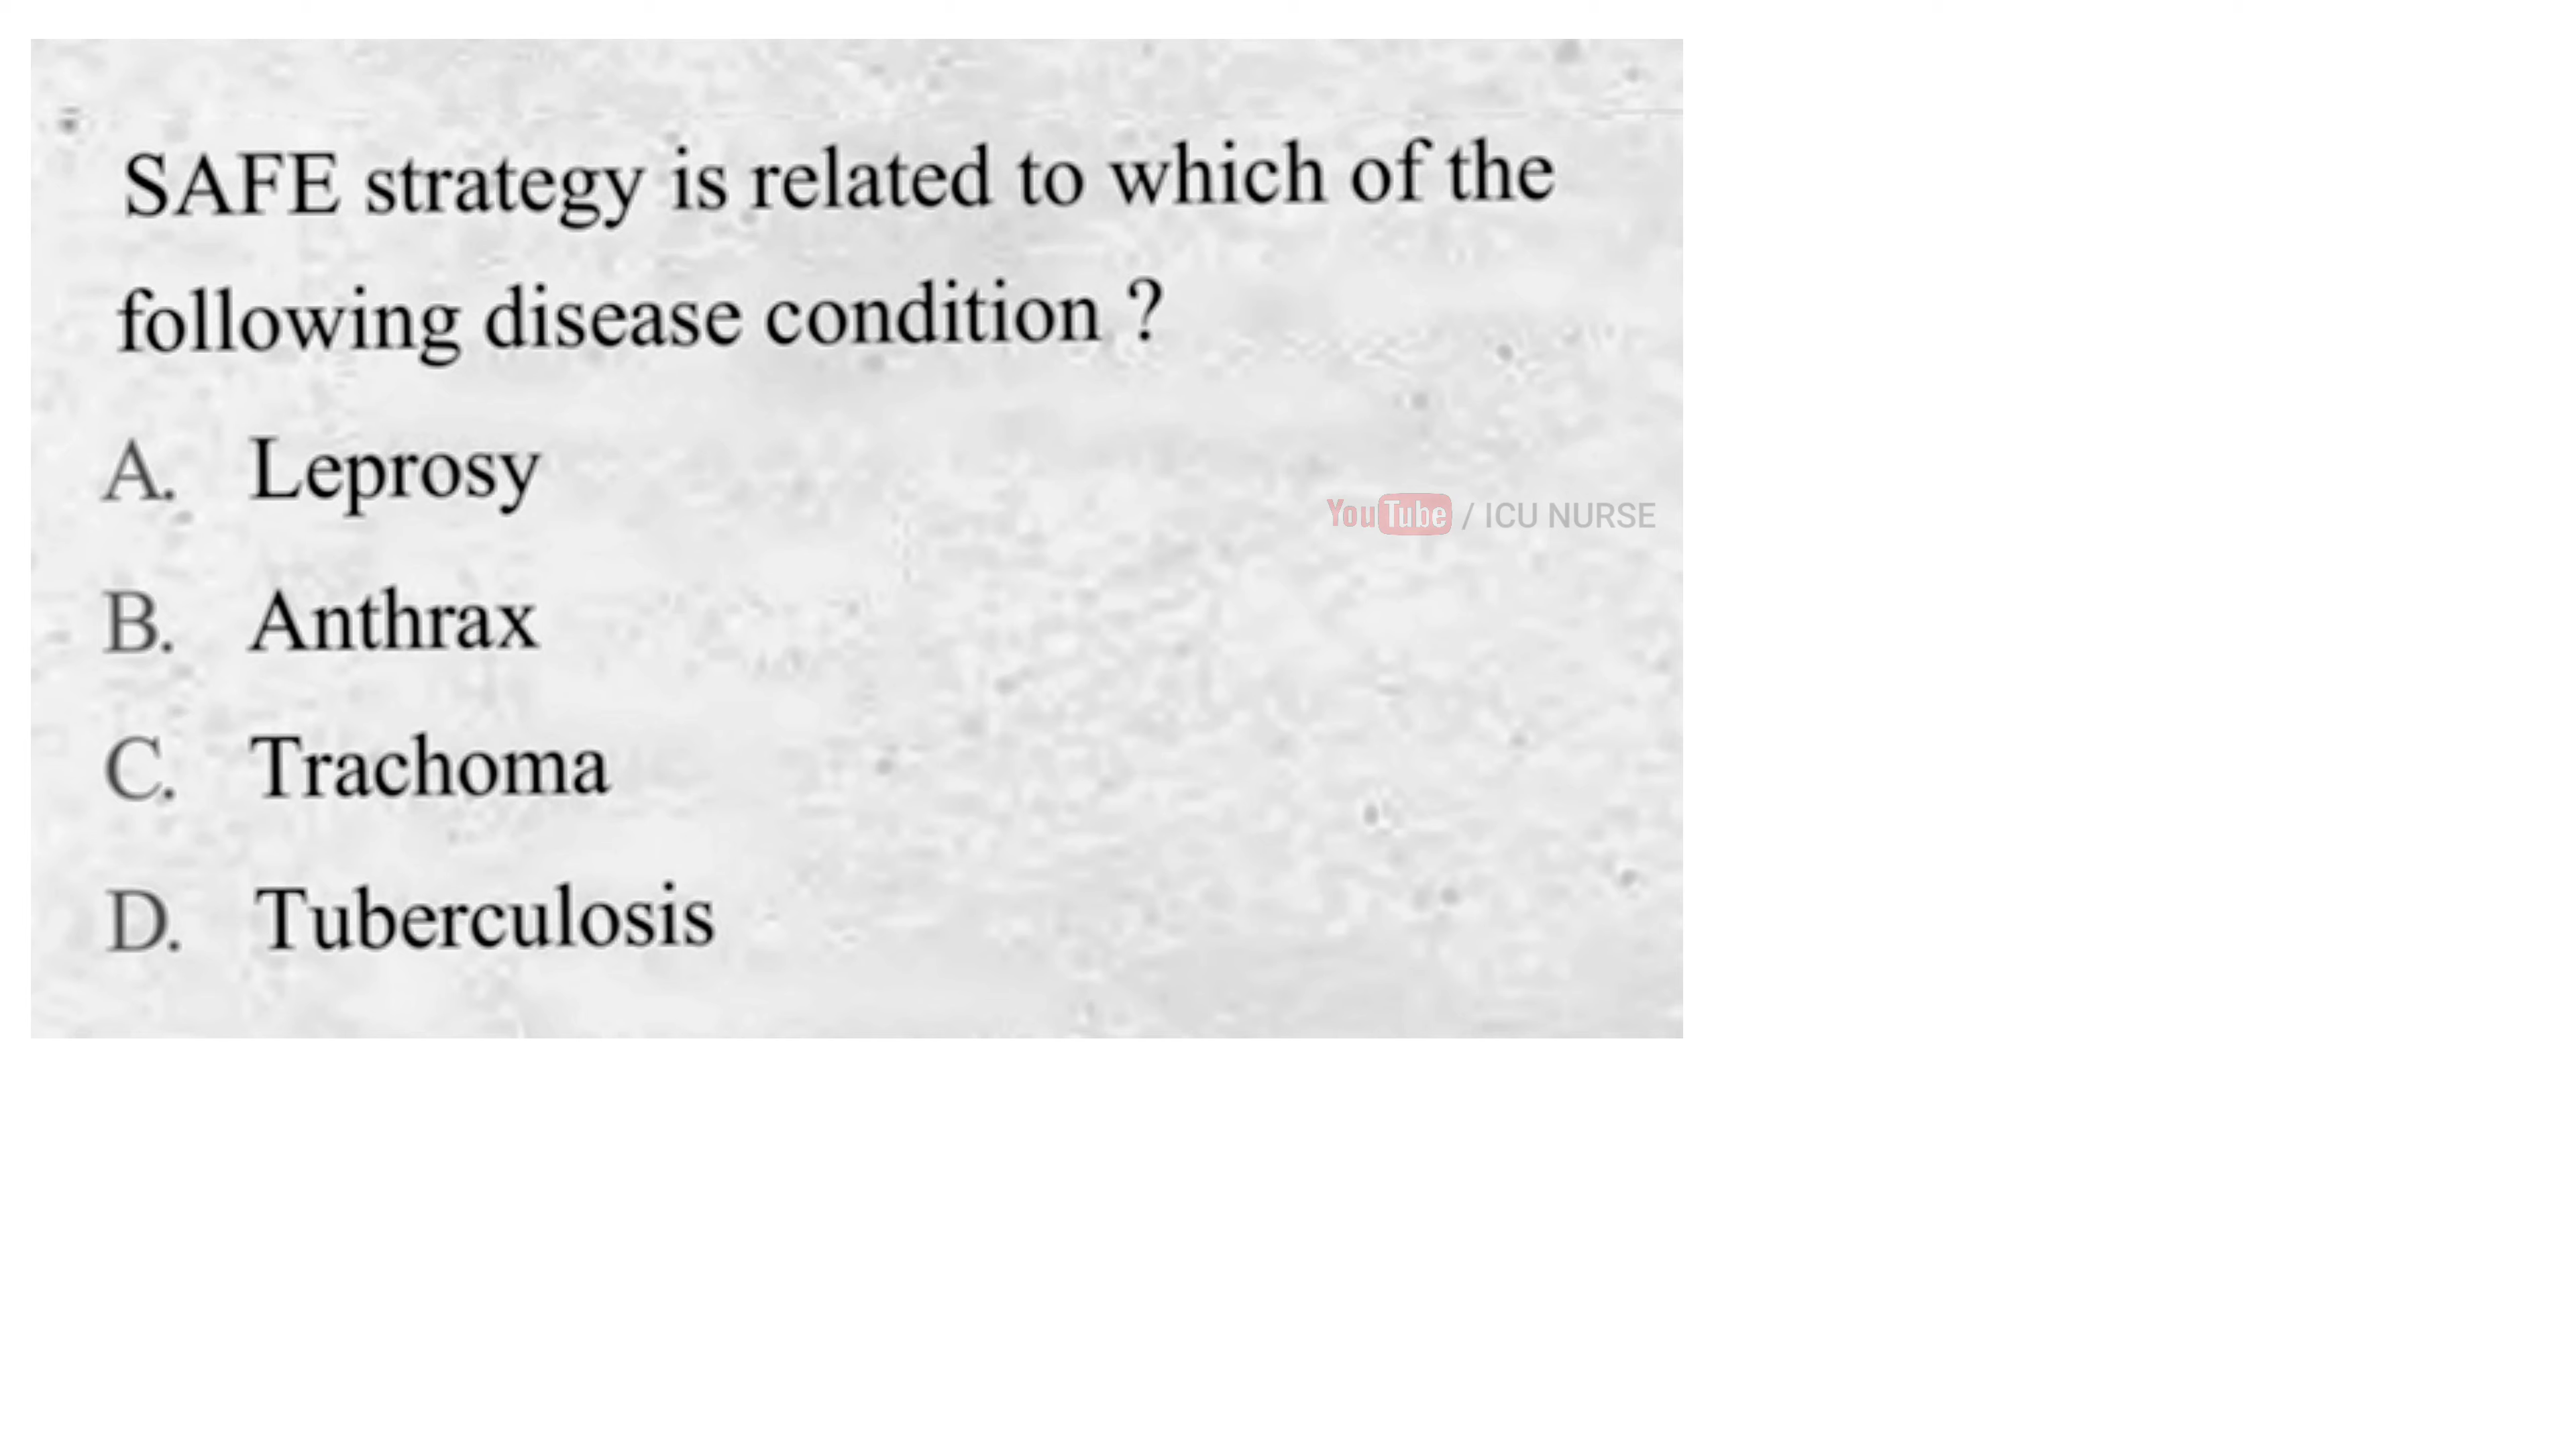 SAFE strategy is related to which of the
following disease condition ?
A. Leprosy
YouTube / ICU NURSE
B. Anthrax
C. Trachoma
D. Tuberculosis